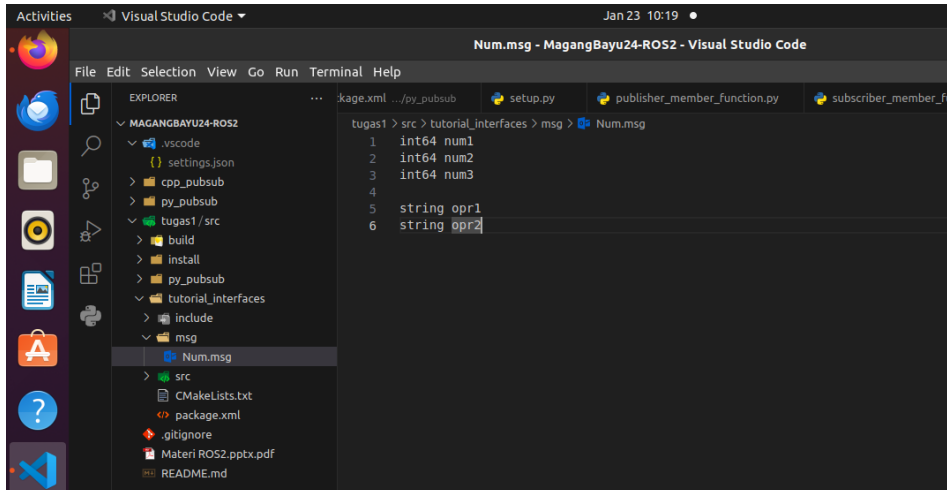 Activities
Visual Studio Code
Jan 23 10:19
Num.msg - MagangBayu24-ROS2 - Visual Studio Code
File Edit Selection View Go Run Terminal Help
EXPLORER
MAGANGBAYU24-ROS2
.vscode
{} settings.json
cpp_pubsub
py_pubsub
tugas1 / src
build
install
py_pubsub
tutorial_interfaces
include
msg
Num.msg
src
CMakeLists.txt
package.xml
.gitignore
Materi ROS2.pptx.pdf
README.md
kage.xml .../py_pubsub
setup.py
publisher_member_function.py
subscriber_member_f
tugas1 > src > tutorial_interfaces > msg > Num.msg
1 int64 num1
2 int64 num2
3 int64 num3
4
5 string opr1
6 string opr2